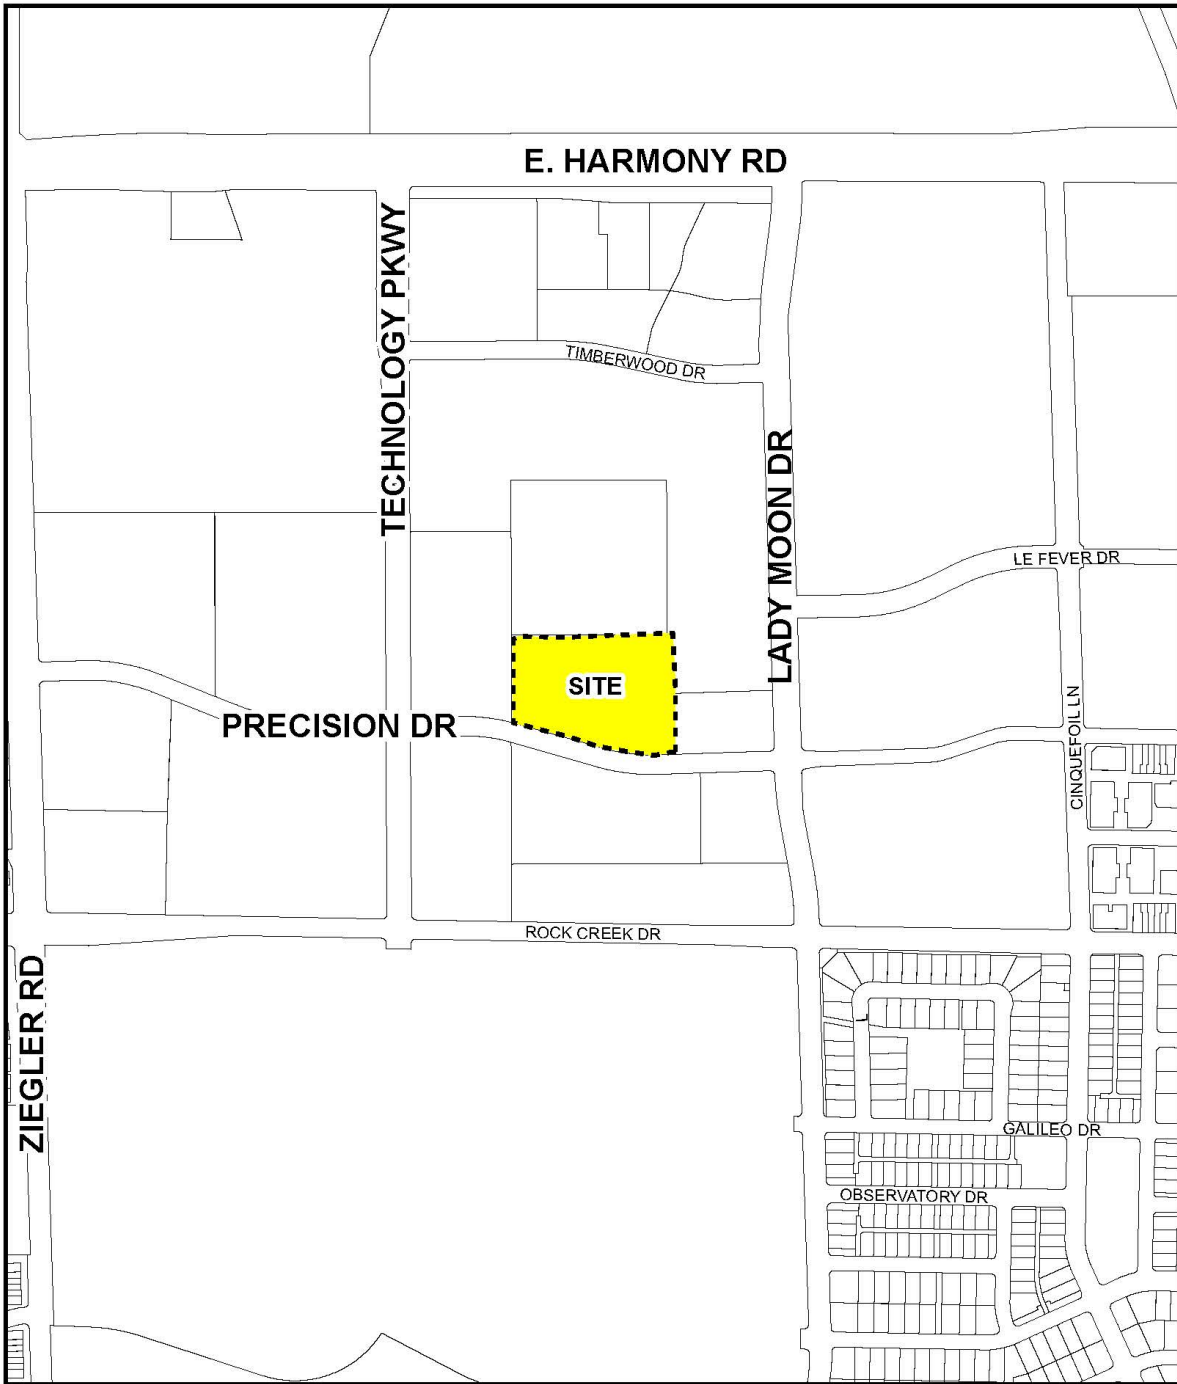 E. HARMONY RD
TECHNOLOGY PKWY
TIMBERWOOD DR
LADY MOON DR
LE FEVER DR
SITE
PRECISION DR
CINQUEFOIL LN
ROCK CREEK DR
ZIEGLER RD
GALILEO DR
OBSERVATORY DR